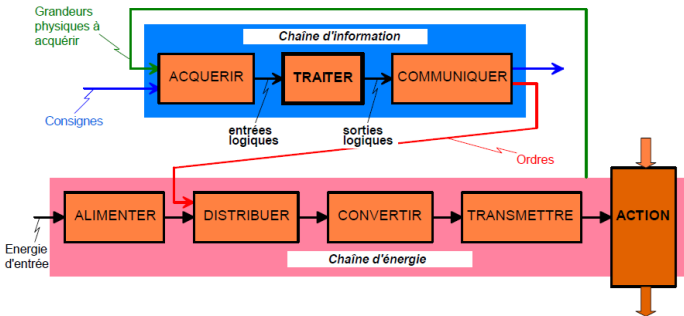 Grandeurs
physiques à
acquérir
Chaîne d'information
ACQUERIR
TRAITER
COMMUNIQUER
Consignes
entrées
logiques
sorties
logiques
Ordres
ALIMENTER
DISTRIBUER
CONVERTIR
TRANSMETTRE
ACTION
Energie
d'entrée
Chaîne d'énergie